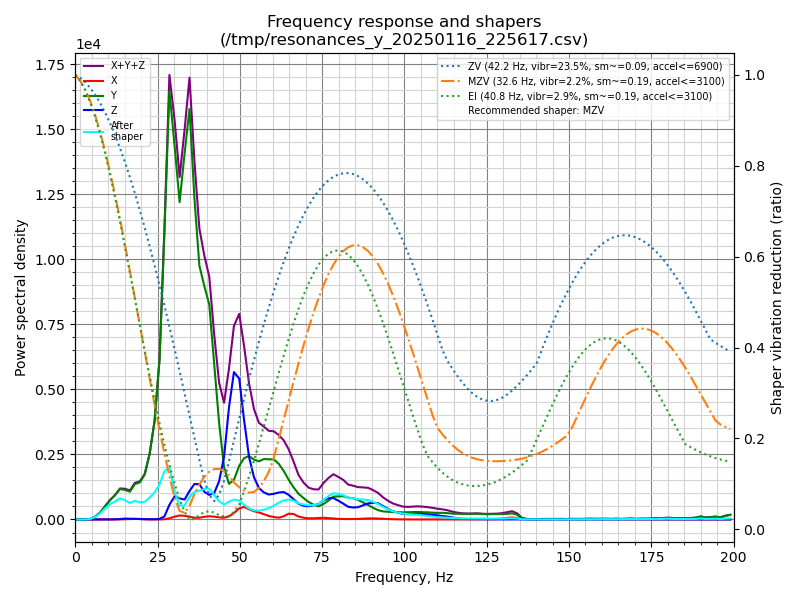 Frequency response and shapers
(/tmp/resonances_y_20250116_225617.csv)
1e4
X+Y+Z
X
Y
Z
After
shaper
ZV (42.2 Hz, vibr=23.5%, sm~=0.09, accel<=6900)
MZV (32.6 Hz, vibr=2.2%, sm~=0.19, accel<=3100)
EI (40.8 Hz, vibr=2.9%, sm~=0.19, accel<=3100)
Recommended shaper: MZV
Power spectral density
1.75
1.50
1.25
1.00
0.75
0.50
0.25
0.00
Shaper vibration reduction (ratio)
1.0
0.8
0.6
0.4
0.2
0.0
0 25 50 75 100 125 150 175 200
Frequency, Hz